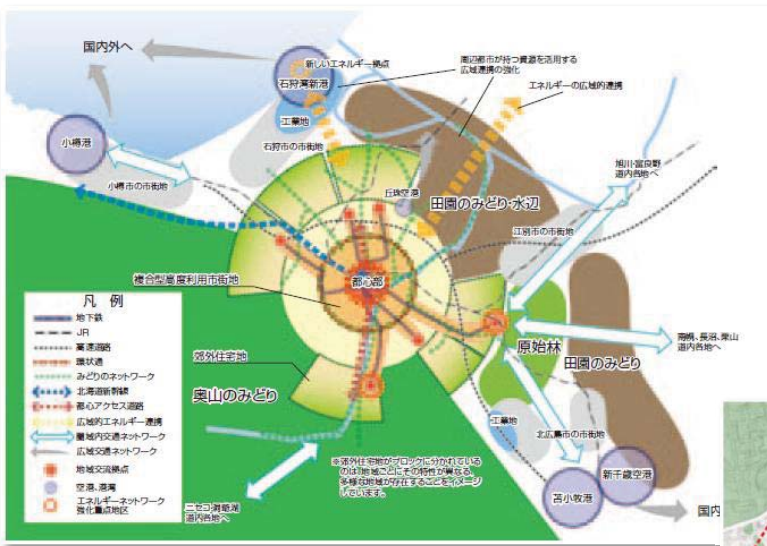 国内外へ
新しいエネルギー拠点
石狩湾新港
周辺都市が持つ資源を活用する
広域連携の強化
エネルギーの広域的連携
小樽港
工業地
石狩市の市街地
小樽市の市街地
丘珠空港
田園のみどり・水辺
旭川・富良野
道内各地へ
江別市の市街地
複合型高度利用市街地
都心部
凡 例
地下鉄
JR
高速道路
環状通
みどりのネットワーク
北海道新幹線
都心アクセス道路
広域的エネルギー連携
圏域内交通ネットワーク
広域交通ネットワーク
地域交流拠点
空港、港湾
エネルギーネットワーク
強化重点地区
郊外住宅地
奥山のみどり
原始林
田園のみどり
南幌、長沼、栗山
道内各地へ
工業地
北広島市の市街地
※郊外住宅地がブロックに分かれている
のは、地域ごとにその特性が異なる、
多様な地域が存在することをイメージ
しています。
新千歳空港
苫小牧港
国内
ニセコ・洞爺湖
道内各地へ